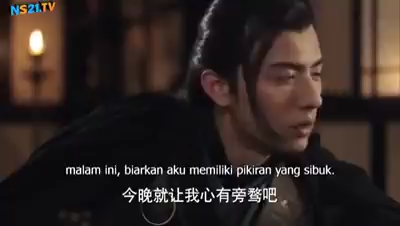 NS21.TV
malam ini, biarkan aku memiliki pikiran yang sibuk.
今晚就让我心有旁骛吧